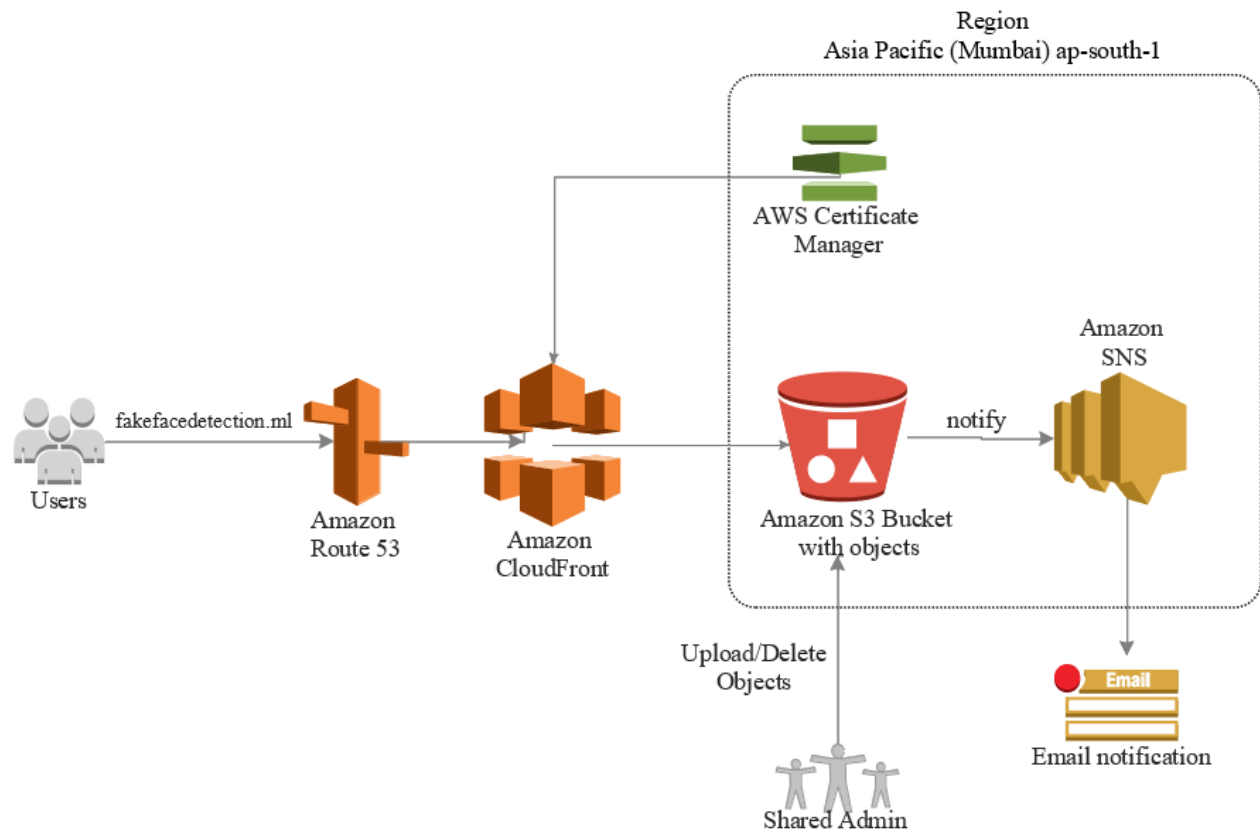 Region
Asia Pacific (Mumbai) ap-south-1
AWS Certificate
Manager
Amazon
SNS
fakefacedetection.ml
notify
Users
Amazon
Route 53
Amazon
CloudFront
Amazon S3 Bucket
with objects
Upload/Delete
Objects
Email
Email notification
Shared Admin